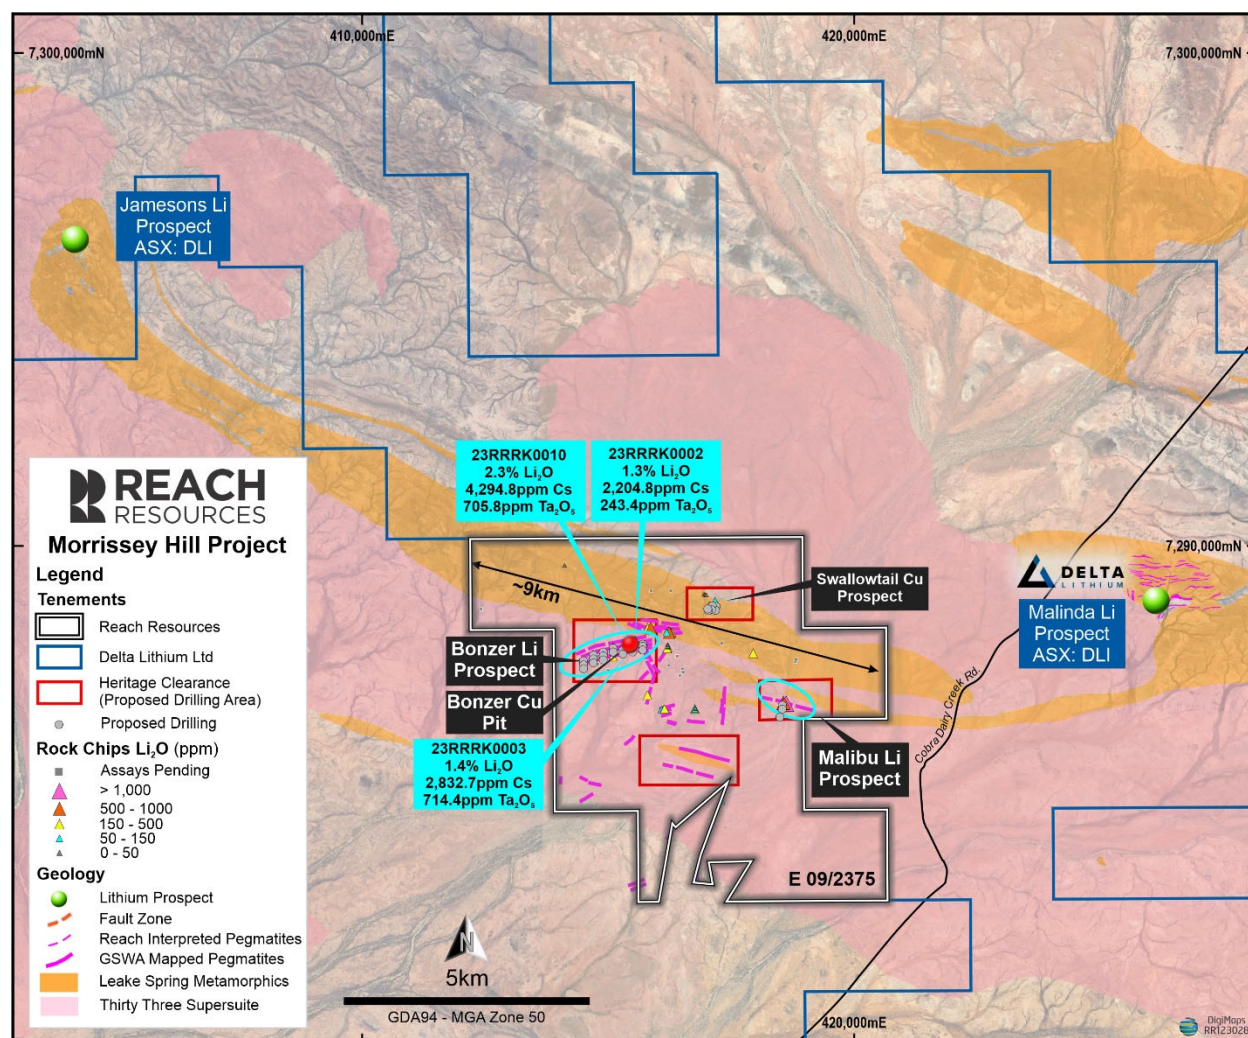 410,000mE
420,000mE
7,300,000mN
7,300,000mN
Jamesons Li
Prospect
ASX: DLI
REACH
RESOURCES
Morrissey Hill Project
Legend
Tenements
Reach Resources
Delta Lithium Ltd
Heritage Clearance
(Proposed Drilling Area)
Proposed Drilling
Rock Chips Li₂O (ppm)
Assays Pending
> 1,000
500 - 1000
150 - 500
50 - 150
0 - 50
Geology
Lithium Prospect
Fault Zone
Reach Interpreted Pegmatites
GSWA Mapped Pegmatites
Leake Spring Metamorphics
Thirty Three Supersuite
23RRRK0010
2.3% Li₂O
4,294.8ppm Cs
705.8ppm Ta₂O₅
23RRRK0002
1.3% Li₂O
2,204.8ppm Cs
243.4ppm Ta₂O₅
~9km
Swallowtail Cu
Prospect
Bonzer Li
Prospect
Bonzer Cu
Pit
23RRRK0003
1.4% Li₂O
2,832.7ppm Cs
714.4ppm Ta₂O₅
Malibu Li
Prospect
E 09/2375
7,290,000mN
DELTA
LITHIUM
Malinda Li
Prospect
ASX: DLI
Cobra Dairy Creek Rd.
N
5km
GDA94 - MGA Zone 50
420,000mE
DigiMaps
RR123028